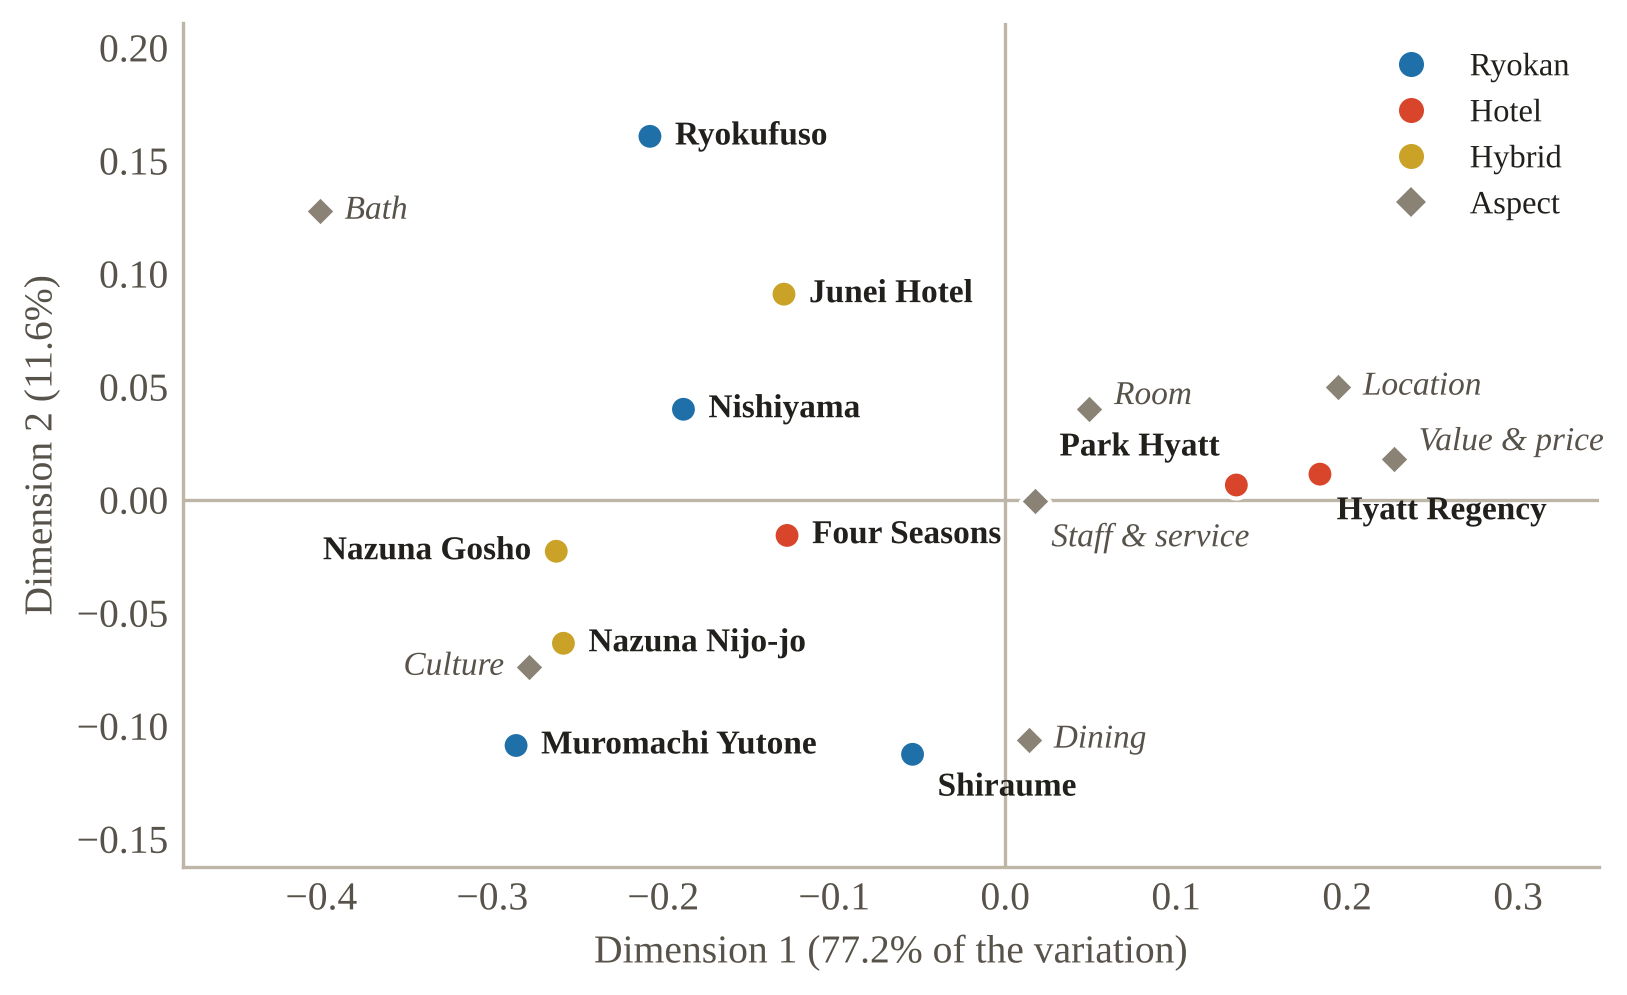 0.20
0.15
0.10
0.05
0.00
−0.05
−0.10
−0.15
Dimension 2 (11.6%)
−0.4
−0.3
−0.2
−0.1
0.0
0.1
0.2
0.3
Dimension 1 (77.2% of the variation)
Ryokan
Hotel
Hybrid
Aspect
Ryokufuso
Bath
Junei Hotel
Nishiyama
Room
Location
Park Hyatt
Value & price
Hyatt Regency
Four Seasons
Staff & service
Nazuna Gosho
Nazuna Nijo-jo
Culture
Muromachi Yutone
Dining
Shiraume